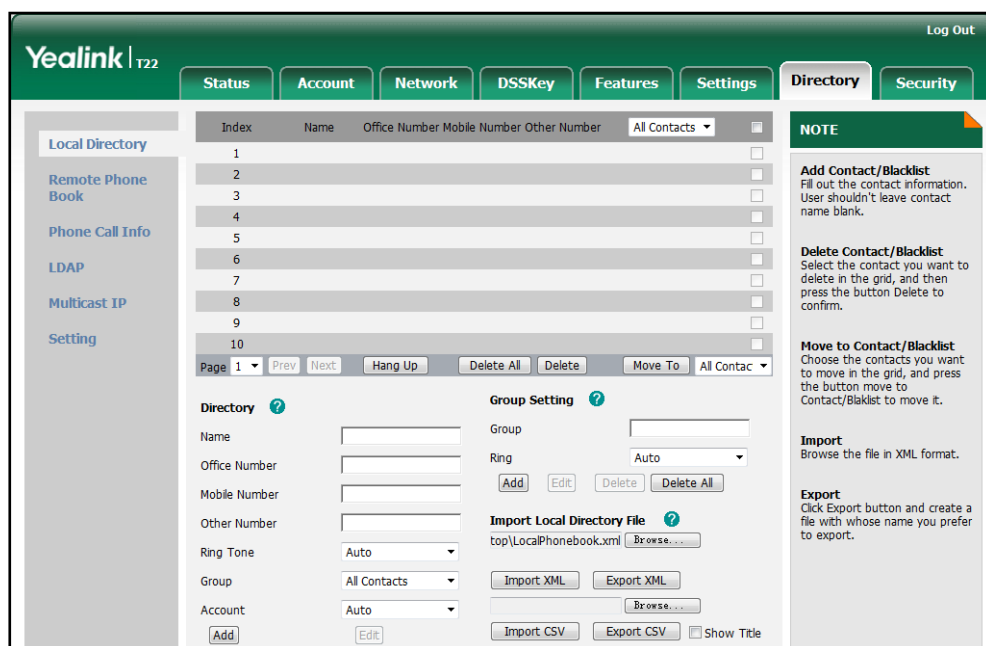 Log Out
Yealink | T22
Status Account Network DSSKey Features Settings Directory Security
Local Directory
Remote Phone
Book
Phone Call Info
LDAP
Multicast IP
Setting
Index Name Office Number Mobile Number Other Number All Contacts
1
2
3
4
5
6
7
8
9
10
Page 1 Prev Next Hang Up Delete All Delete Move To All Contac
Directory ?
Name
Office Number
Mobile Number
Other Number
Ring Tone Auto
Group All Contacts
Account Auto
Add Edit
Group Setting ?
Group
Ring Auto
Add Edit Delete Delete All
Import Local Directory File ?
top\LocalPhonebook.xml Browse...
Import XML Export XML
Browse...
Import CSV Export CSV Show Title
NOTE
Add Contact/Blacklist
Fill out the contact information.
User shouldn't leave contact
name blank.
Delete Contact/Blacklist
Select the contact you want to
delete in the grid, and then
press the button Delete to
confirm.
Move to Contact/Blacklist
Choose the contacts you want
to move in the grid, and press
the button move to
Contact/Blaklist to move it.
Import
Browse the file in XML format.
Export
Click Export button and create a
file with whose name you prefer
to export.